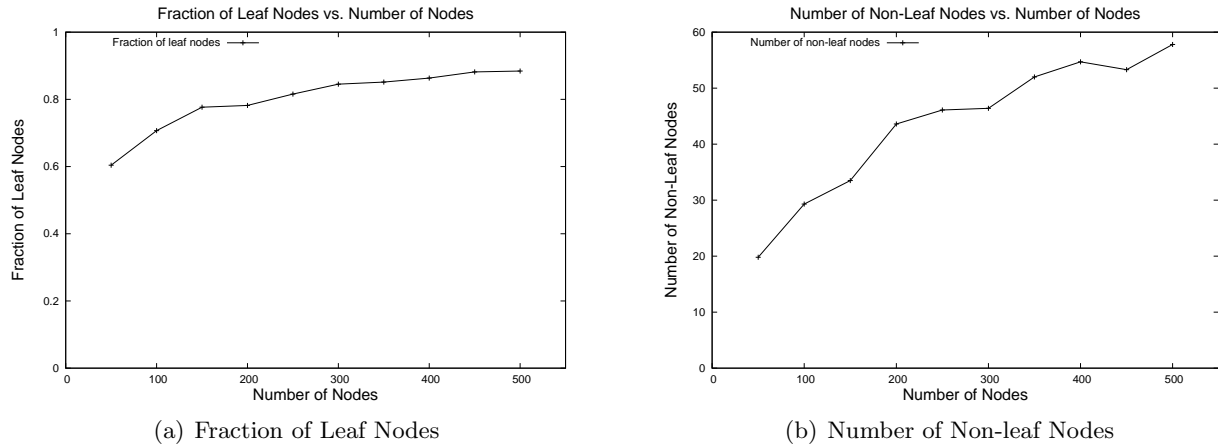 Fraction of Leaf Nodes vs. Number of Nodes
Fraction of leaf nodes
1
0.8
0.6
0.4
0.2
0
Fraction of Leaf Nodes
0 100 200 300 400 500
Number of Nodes
(a) Fraction of Leaf Nodes
Number of Non-Leaf Nodes vs. Number of Nodes
Number of non-leaf nodes
60
50
40
30
20
10
0
Number of Non-Leaf Nodes
0 100 200 300 400 500
Number of Nodes
(b) Number of Non-leaf Nodes